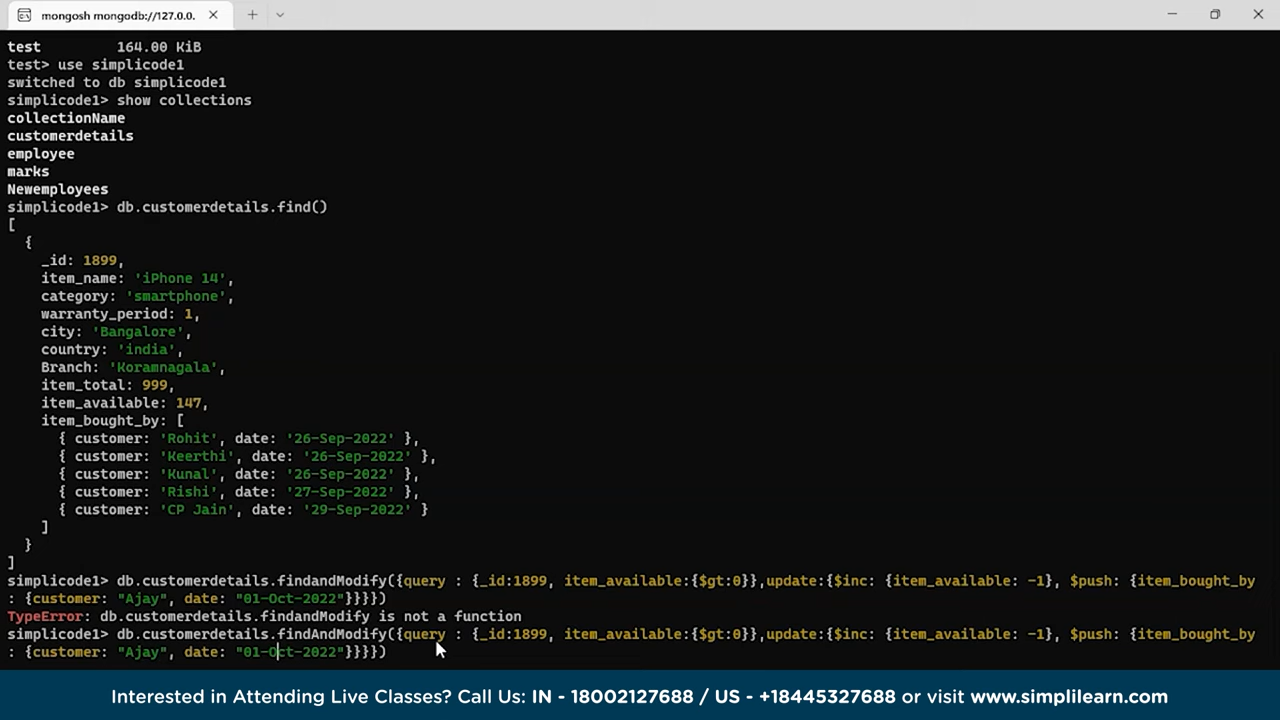 mongosh mongodb://127.0.0.
test 164.00 KiB
test> use simplicode1
switched to db simplicode1
simplicode1> show collections
collectionName
customerdetails
employee
marks
Newemployees
simplicode1> db.customerdetails.find()
[
{
_id: 1899,
item_name: 'iPhone 14',
category: 'smartphone',
warranty_period: 1,
city: 'Bangalore',
country: 'india',
Branch: 'Koramnagala',
item_total: 999,
item_available: 147,
item_bought_by: [
{ customer: 'Rohit', date: '26-Sep-2022' },
{ customer: 'Keerthi', date: '26-Sep-2022' },
{ customer: 'Kunal', date: '26-Sep-2022' },
{ customer: 'Rishi', date: '27-Sep-2022' },
{ customer: 'CP Jain', date: '29-Sep-2022' }
]
}
]
simplicode1> db.customerdetails.findandModify({query : {_id:1899, item_available:{$gt:0}},update:{$inc: {item_available: -1}, $push: {item_bought_by
: {customer: "Ajay", date: "01-Oct-2022"}}}})
TypeError: db.customerdetails.findandModify is not a function
simplicode1> db.customerdetails.findAndModify({query : {_id:1899, item_available:{$gt:0}},update:{$inc: {item_available: -1}, $push: {item_bought_by
: {customer: "Ajay", date: "01-Oct-2022"}}}})
Interested in Attending Live Classes? Call Us: IN - 18002127688 / US - +18445327688 or visit www.simplilearn.com